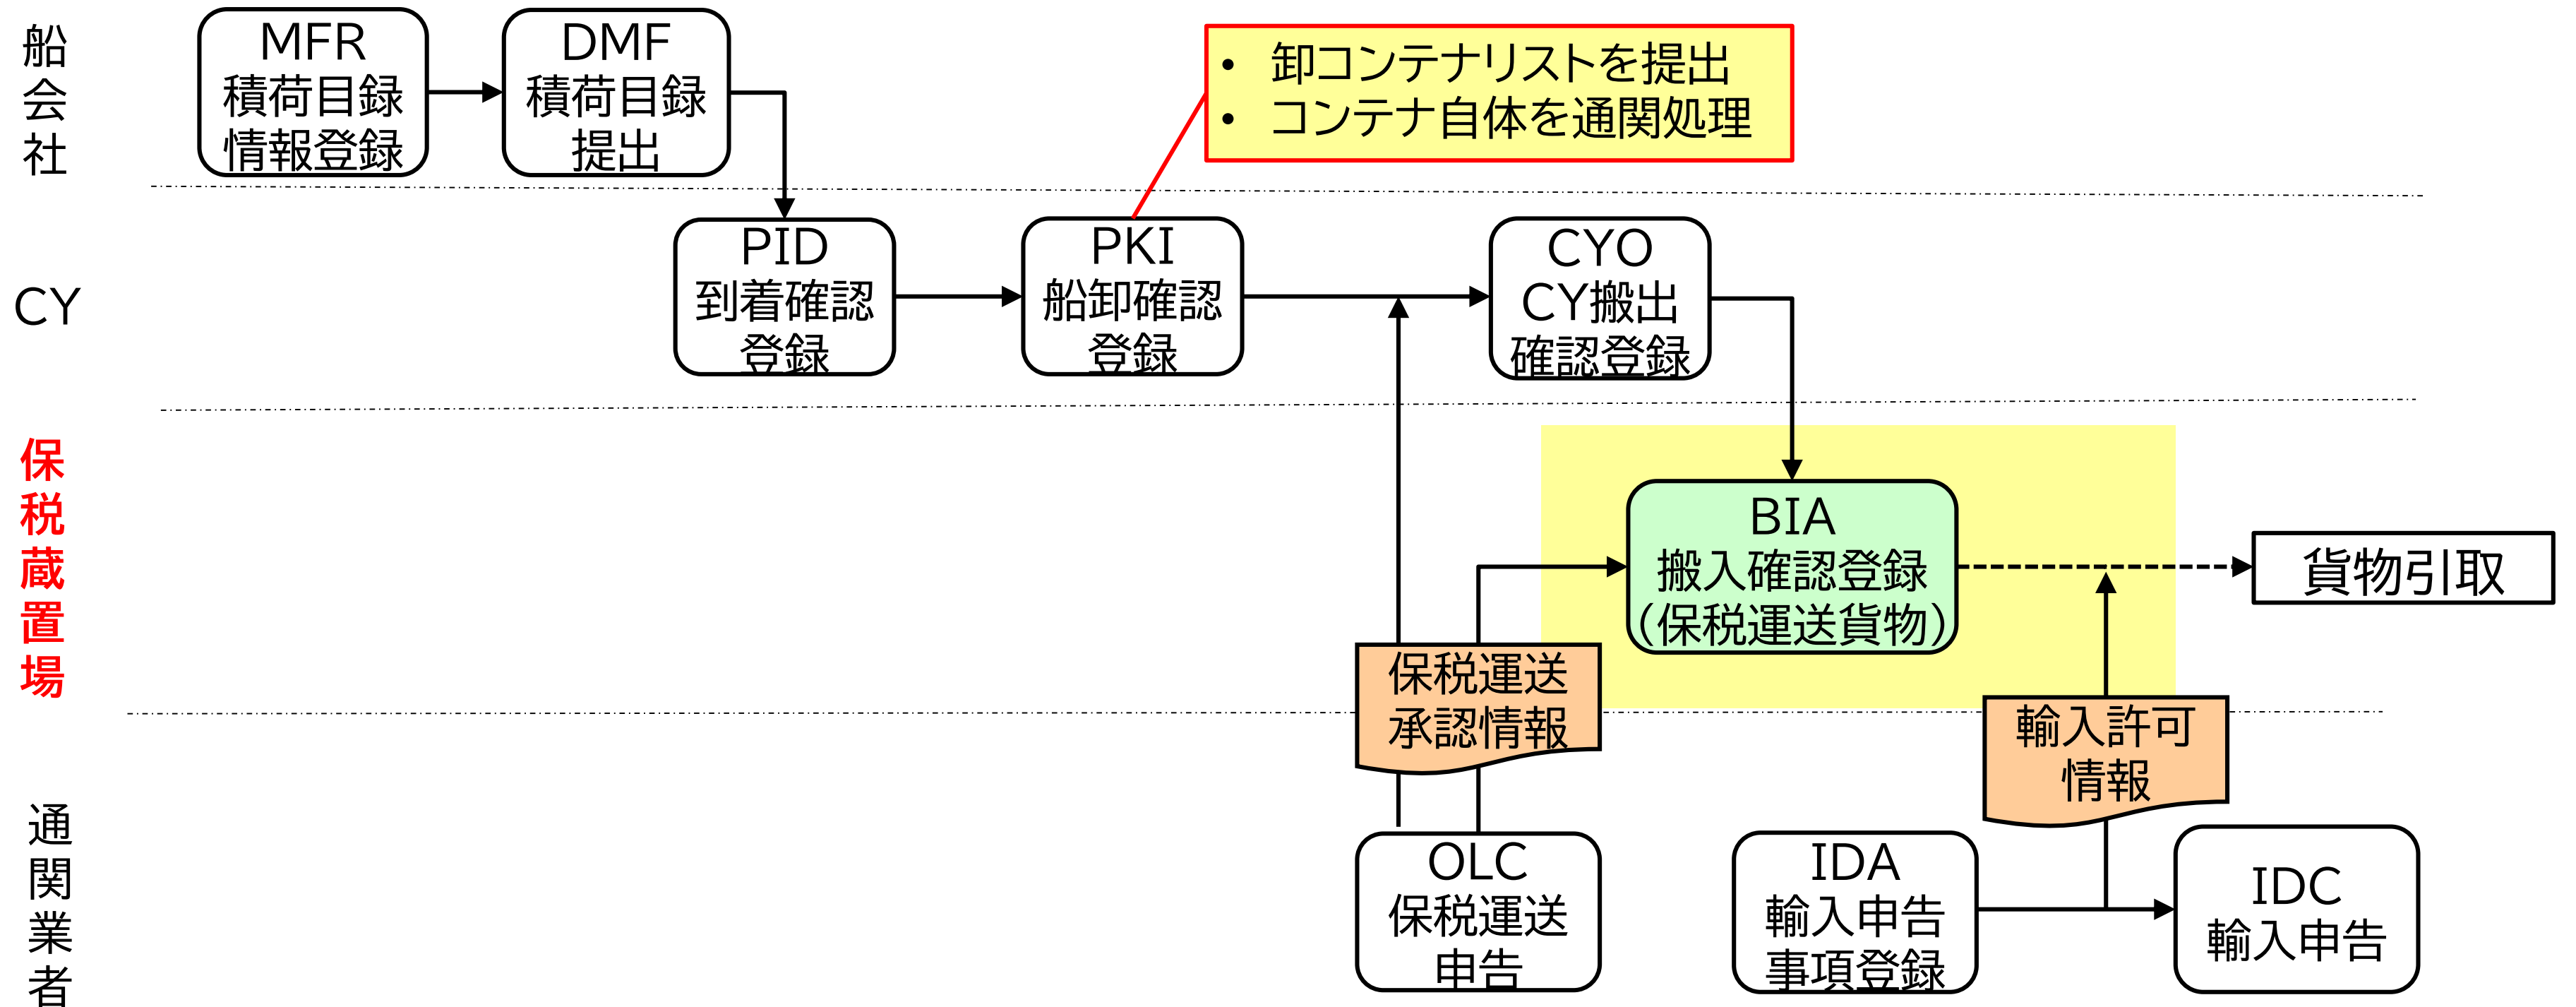 船会社
MFR
積荷目録
情報登録
DMF
積荷目録
提出
• 卸コンテナリストを提出
• コンテナ自体を通関処理
CY
PID
到着確認
登録
PKI
船卸確認
登録
CYO
CY搬出
確認登録
保税蔵置場
BIA
搬入確認登録
(保税運送貨物)
貨物引取
保税運送
承認情報
輸入許可
情報
通関業者
OLC
保税運送
申告
IDA
輸入申告
事項登録
IDC
輸入申告